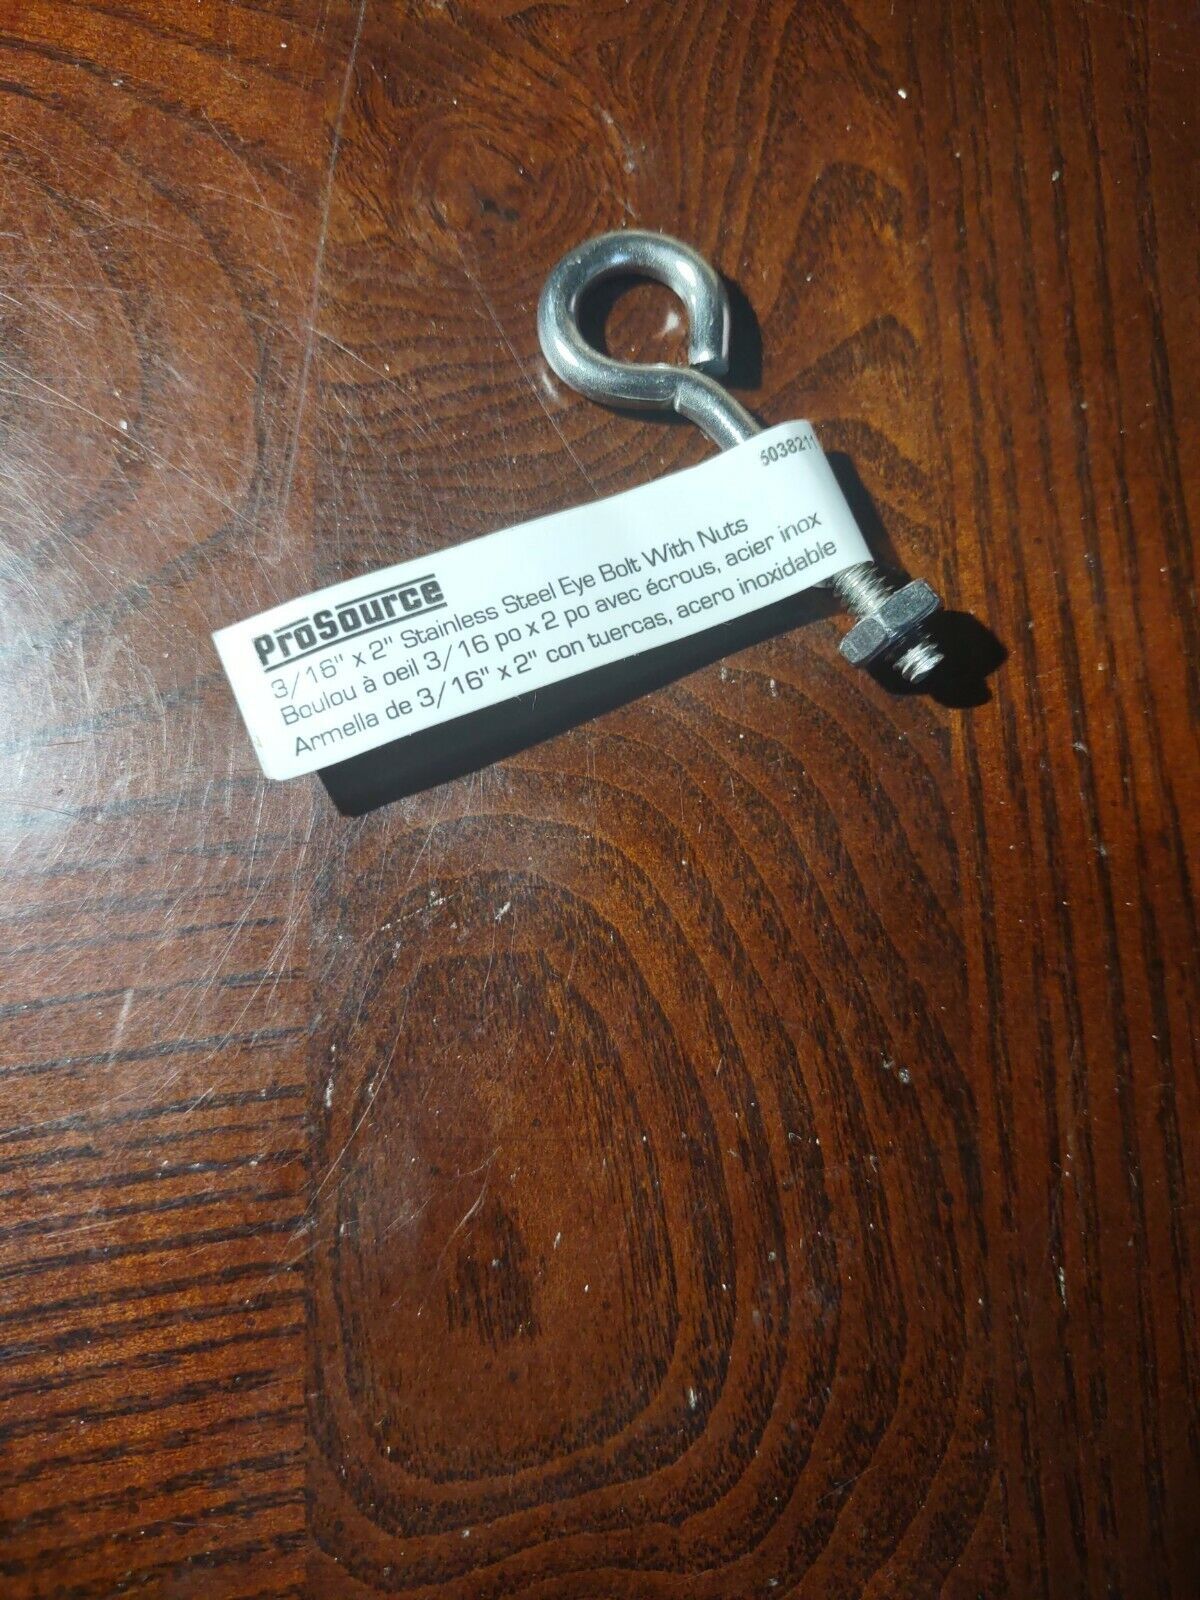 5038211
ProSource
3/16" x 2" Stainless Steel Eye Bolt With Nuts
Boulou à oeil 3/16 po x 2 po avec écrous, acier inox
Armella de 3/16" x 2" con tuercas, acero inoxidable